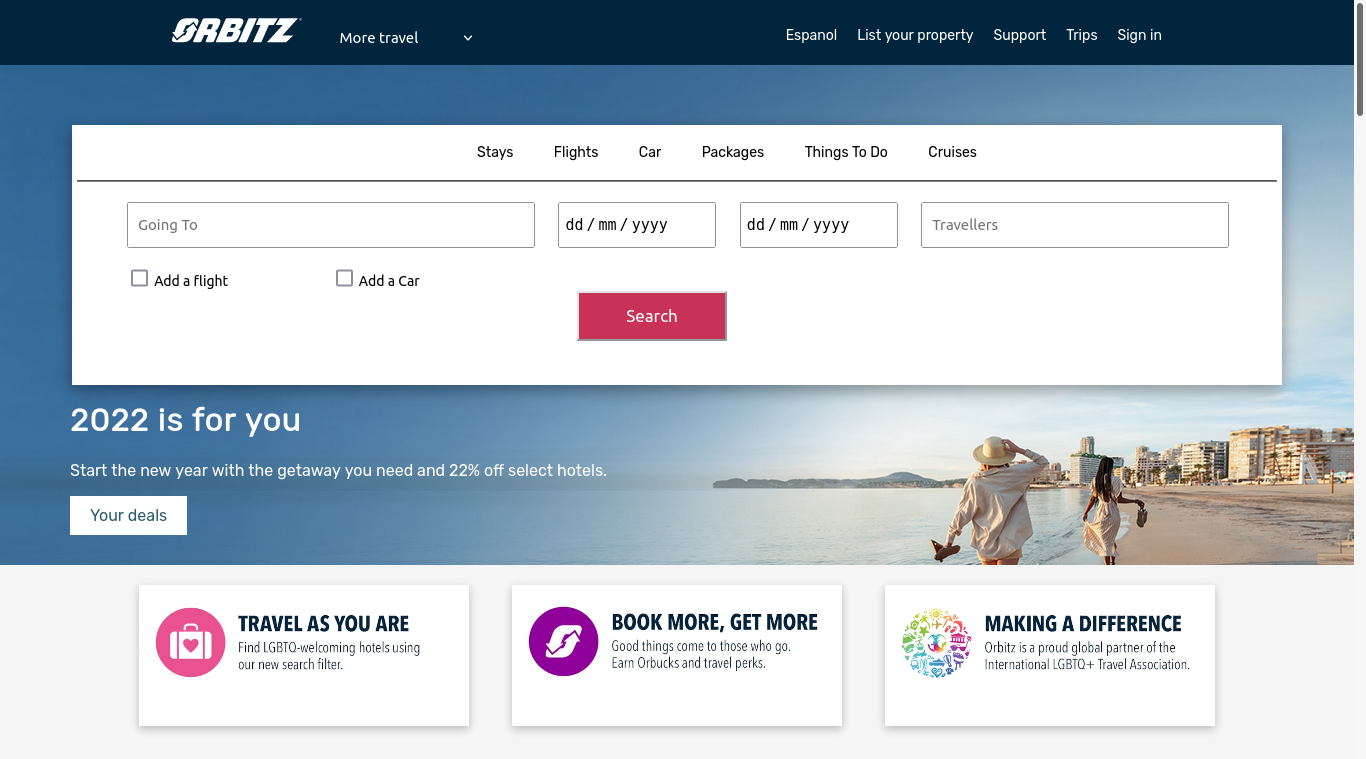 ORBITZ
More travel
Espanol
List your property
Support
Trips
Sign in
Stays
Flights
Car
Packages
Things To Do
Cruises
Going To
dd / mm / yyyy
dd / mm / yyyy
Travellers
Add a flight
Add a Car
Search
2022 is for you
Start the new year with the getaway you need and 22% off select hotels.
Your deals
TRAVEL AS YOU ARE
Find LGBTQ-welcoming hotels using
our new search filter.
BOOK MORE, GET MORE
Good things come to those who go.
Earn Orbucks and travel perks.
MAKING A DIFFERENCE
Orbitz is a proud global partner of the
International LGBTQ+ Travel Association.